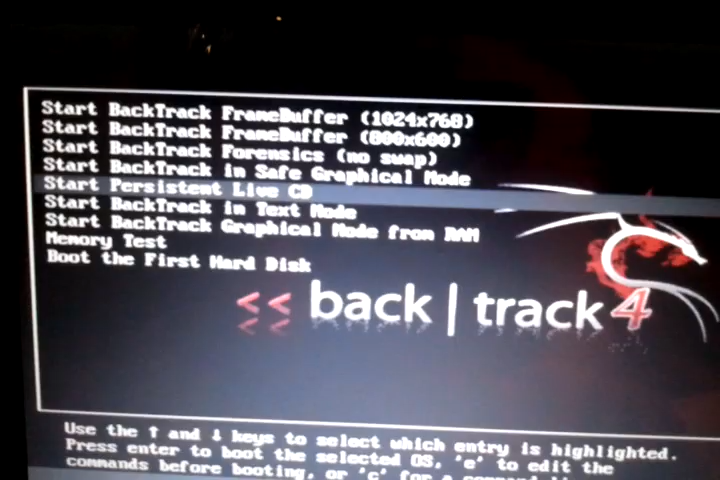 Start BackTrack FrameBuffer (1024x768)
Start BackTrack FrameBuffer (800x600)
Start BackTrack Forensics (no swap)
Start BackTrack in Safe Graphical Mode
Start Persistent Live CD
Start BackTrack in Text Mode
Start BackTrack Graphical Mode from RAM
Memory Test
Boot the First Hard Disk
<< back | track 4
Use the ↑ and ↓ keys to select which entry is highlighted.
Press enter to boot the selected OS, 'e' to edit the
commands before booting, or 'c' for a